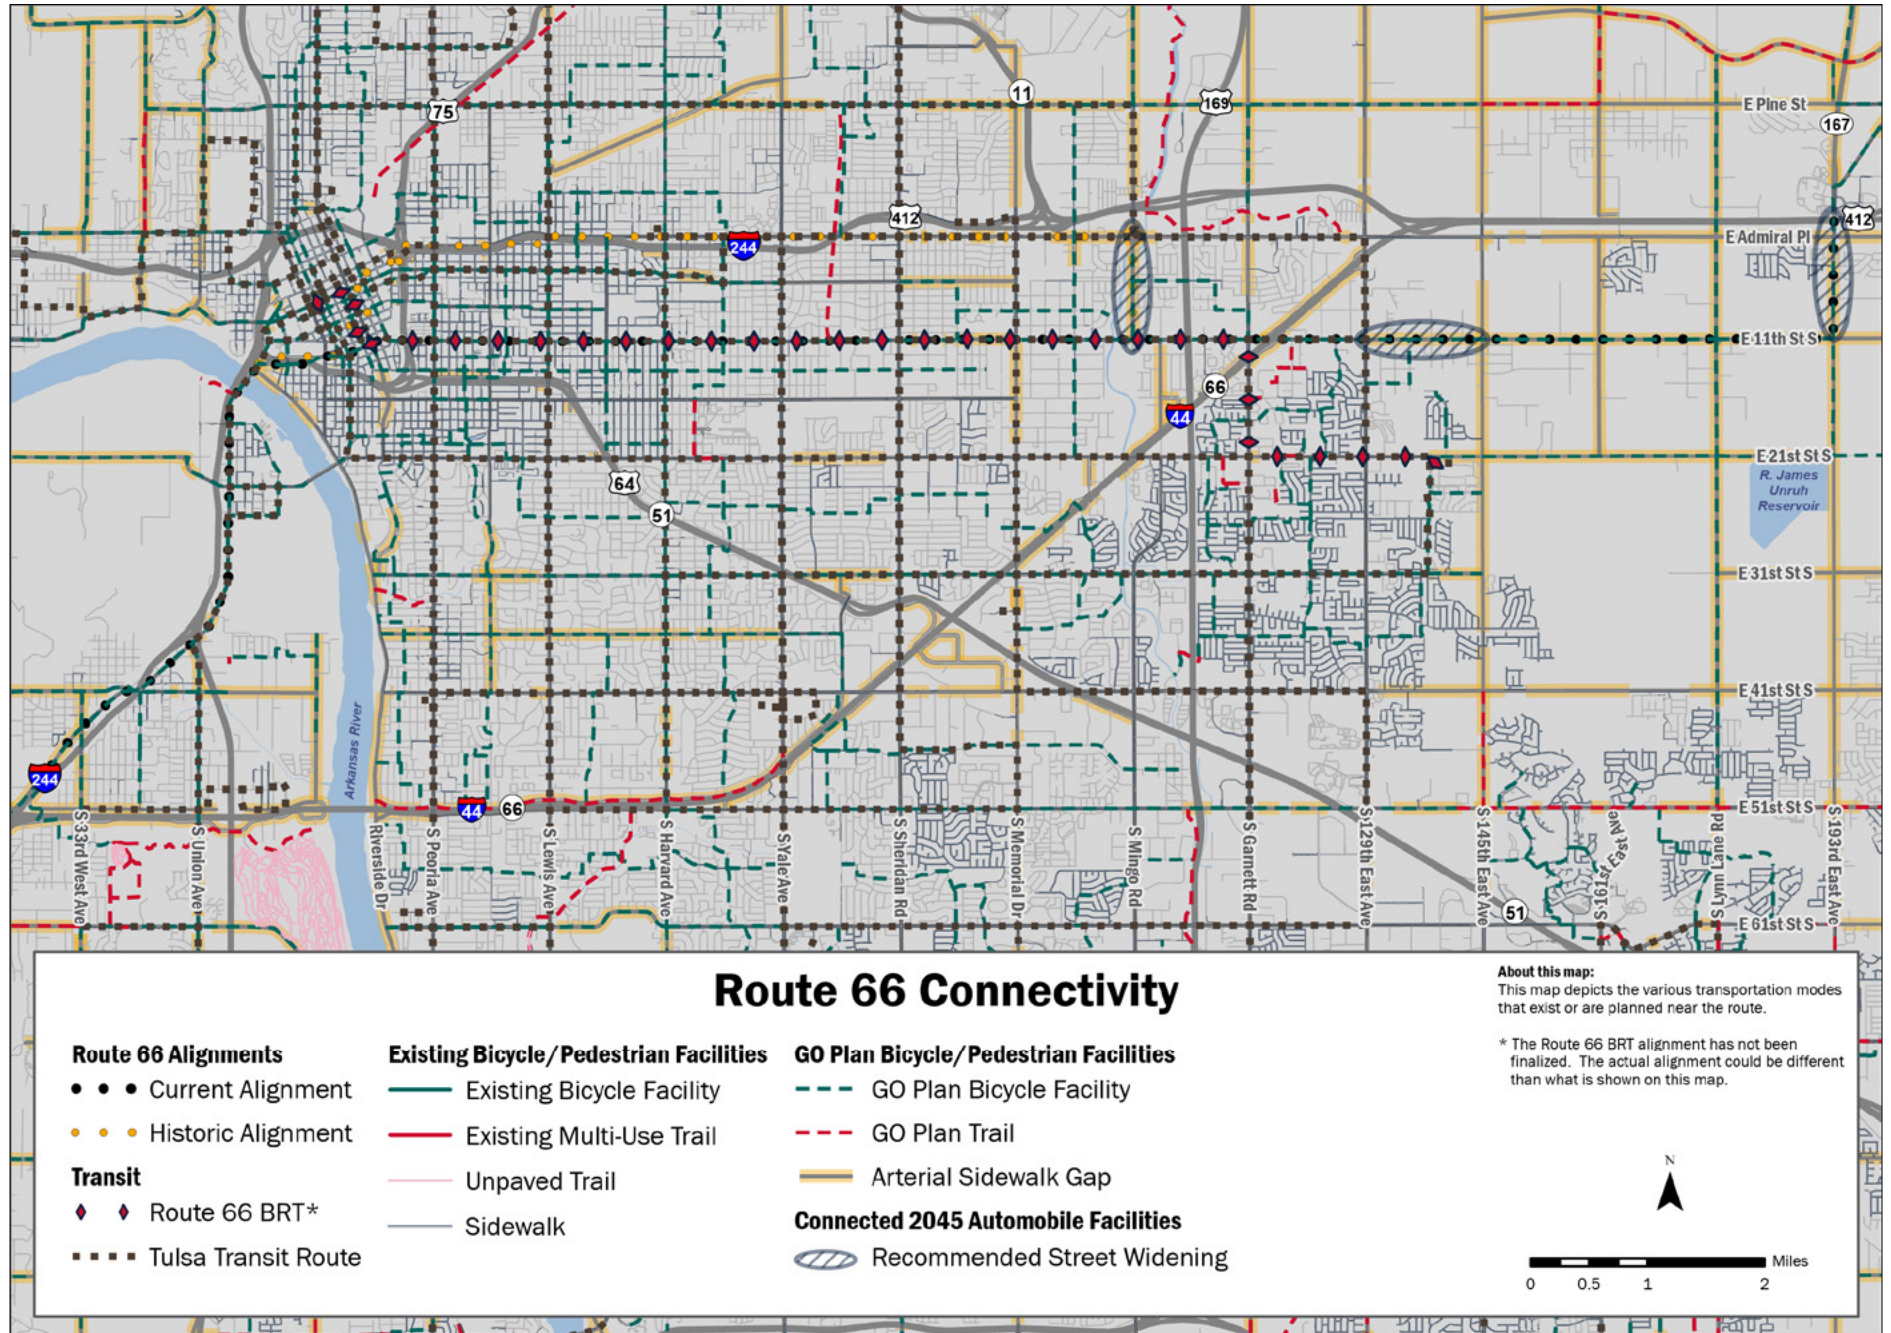 75
11
169
E Pine St
167
412
412
E Admiral Pl
244
E 11th St S
66
44
E 21st St S
R. James
Unruh
Reservoir
64
51
E 31st St S
E 41st St S
Arkansas River
244
44
66
E 51st St S
S 33rd West Ave
S Union Ave
Riverside Dr
S Peoria Ave
S Lewis Ave
S Harvard Ave
S Yale Ave
S Sheridan Rd
S Memorial Dr
S Mingo Rd
S Garnett Rd
S 129th East Ave
S 145th East Ave
S 161st East Ave
S Lynn Lane Rd
S 193rd East Ave
51
E 61st St S
Route 66 Connectivity
Route 66 Alignments
Current Alignment
Historic Alignment
Transit
Route 66 BRT*
Tulsa Transit Route
Existing Bicycle/Pedestrian Facilities
Existing Bicycle Facility
Existing Multi-Use Trail
Unpaved Trail
Sidewalk
GO Plan Bicycle/Pedestrian Facilities
GO Plan Bicycle Facility
GO Plan Trail
Arterial Sidewalk Gap
Connected 2045 Automobile Facilities
Recommended Street Widening
About this map:
This map depicts the various transportation modes
that exist or are planned near the route.
* The Route 66 BRT alignment has not been
finalized. The actual alignment could be different
than what is shown on this map.
N
Miles
0 0.5 1 2